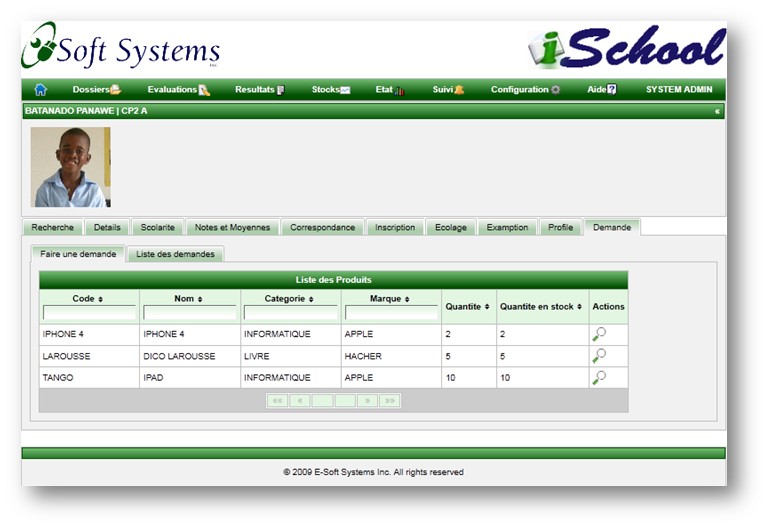 eSoft Systems Inc.
iSchool
Dossiers Evaluations Resultats Stocks Etat Suivi Configuration Aide SYSTEM ADMIN
BATANADO PANAWE | CP2 A «
Recherche Details Scolarite Notes et Moyennes Correspondance Inscription Ecolage Examption Profile Demande
Faire une demande Liste des demandes
Liste des Produits
Code Nom Categorie Marque Quantite Quantite en stock Actions
IPHONE 4 IPHONE 4 INFORMATIQUE APPLE 2 2
LAROUSSE DICO LAROUSSE LIVRE HACHER 5 5
TANGO IPAD INFORMATIQUE APPLE 10 10
«« « » »»
© 2009 E-Soft Systems Inc. All rights reserved